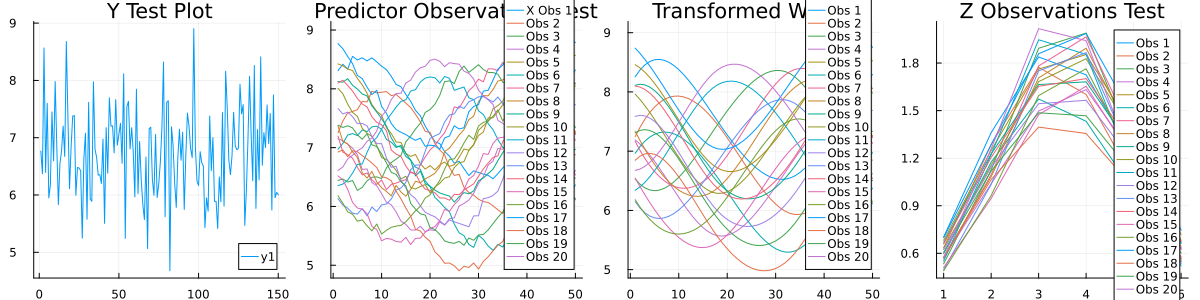 Y Test Plot
9
8
7
6
5
0
50
100
150
y1
Predictor Observat
est
9
8
7
6
5
0
10
20
30
40
50
X Obs 1
Obs 2
Obs 3
Obs 4
Obs 5
Obs 6
Obs 7
Obs 8
Obs 9
Obs 10
Obs 11
Obs 12
Obs 13
Obs 14
Obs 15
Obs 16
Obs 17
Obs 18
Obs 19
Obs 20
Transformed W
9
8
7
6
5
0
10
20
30
40
50
Obs 1
Obs 2
Obs 3
Obs 4
Obs 5
Obs 6
Obs 7
Obs 8
Obs 9
Obs 10
Obs 11
Obs 12
Obs 13
Obs 14
Obs 15
Obs 16
Obs 17
Obs 18
Obs 19
Obs 20
Z Observations Test
1.8
1.5
1.2
0.9
0.6
1
2
3
4
5
Obs 1
Obs 2
Obs 3
Obs 4
Obs 5
Obs 6
Obs 7
Obs 8
Obs 9
Obs 10
Obs 11
Obs 12
Obs 13
Obs 14
Obs 15
Obs 16
Obs 17
Obs 18
Obs 19
Obs 20